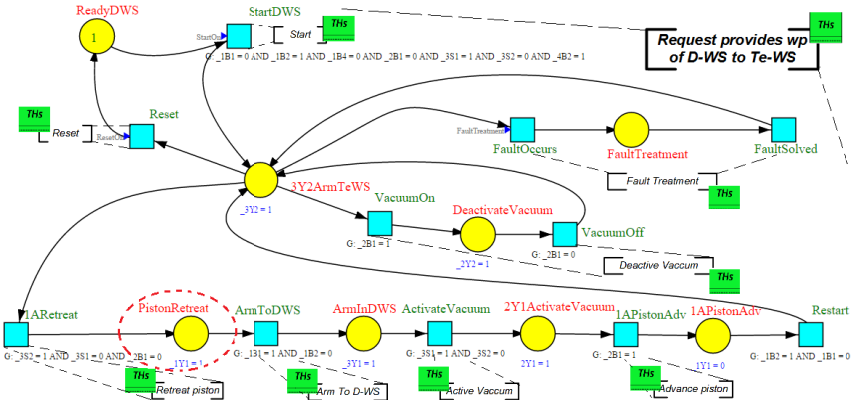 ReadyDWS
StartDWS
THs
THs
1
StartOn
Start
Request provides wp
of D-WS to Te-WS
G: _1B1 = 0 AND _1B2 = 1 AND _1B4 = 0 AND _2B1 = 0 AND _3S1 = 1 AND _3S2 = 0 AND _4B2 = 1
THs
Reset
Reset
ResetOn
FaultTreatment
FaultOccurs
FaultTreatment
FaultSolved
3Y2ArmTeWS
Fault Treatment
THs
_3Y2 = 1
VacuumOn
DeactivateVacuum
VacuumOff
G: _2B1 = 1
_2Y2 = 1
G: _2B1 = 0
Deactive Vaccum
THs
1ARetreat
PistonRetreat
ArmToDWS
ArmInDWS
ActivateVacuum
2Y1ActivateVacuum
1APistonAdv
1APistonAdv
Restart
G: _3S2 = 1 AND _3S1 = 0 AND _2B1 = 0
_1Y1 = 1
G: _1B1 = 1 AND _1B2 = 0
_3Y1 = 1
G: _3S1 = 1 AND _3S2 = 0
2Y1 = 1
G: _2B1 = 1
1Y1 = 0
G: _1B2 = 1 AND _1B1 = 0
THs
Retreat piston
THs
Arm To D-WS
THs
Active Vaccum
THs
Advance piston